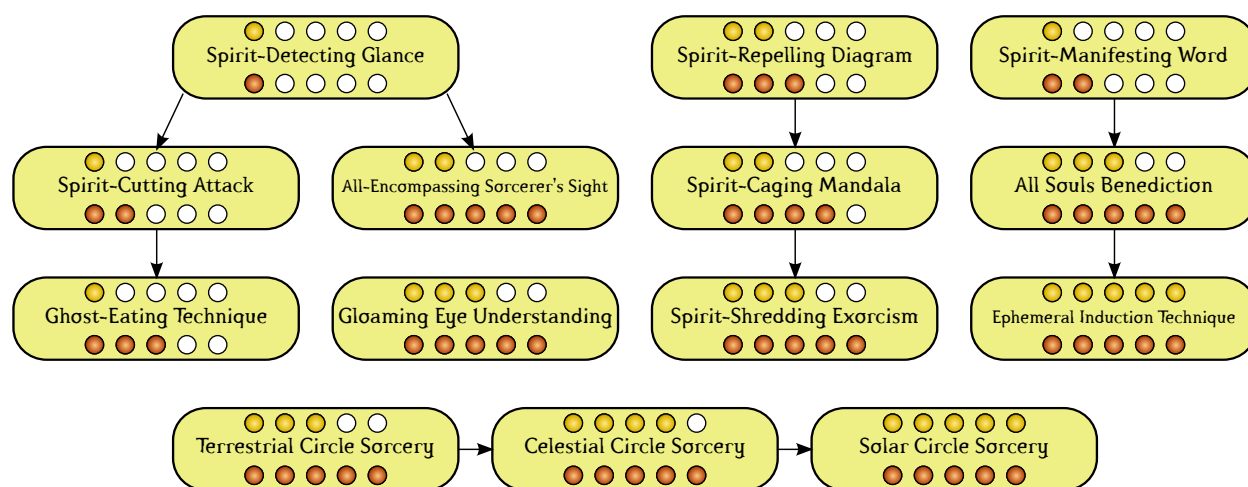 Spirit-Detecting Glance
Spirit-Repelling Diagram
Spirit-Manifesting Word
Spirit-Cutting Attack
All-Encompassing Sorcerer's Sight
Spirit-Caging Mandala
All Souls Benediction
Ghost-Eating Technique
Gloaming Eye Understanding
Spirit-Shredding Exorcism
Ephemeral Induction Technique
Terrestrial Circle Sorcery
Celestial Circle Sorcery
Solar Circle Sorcery